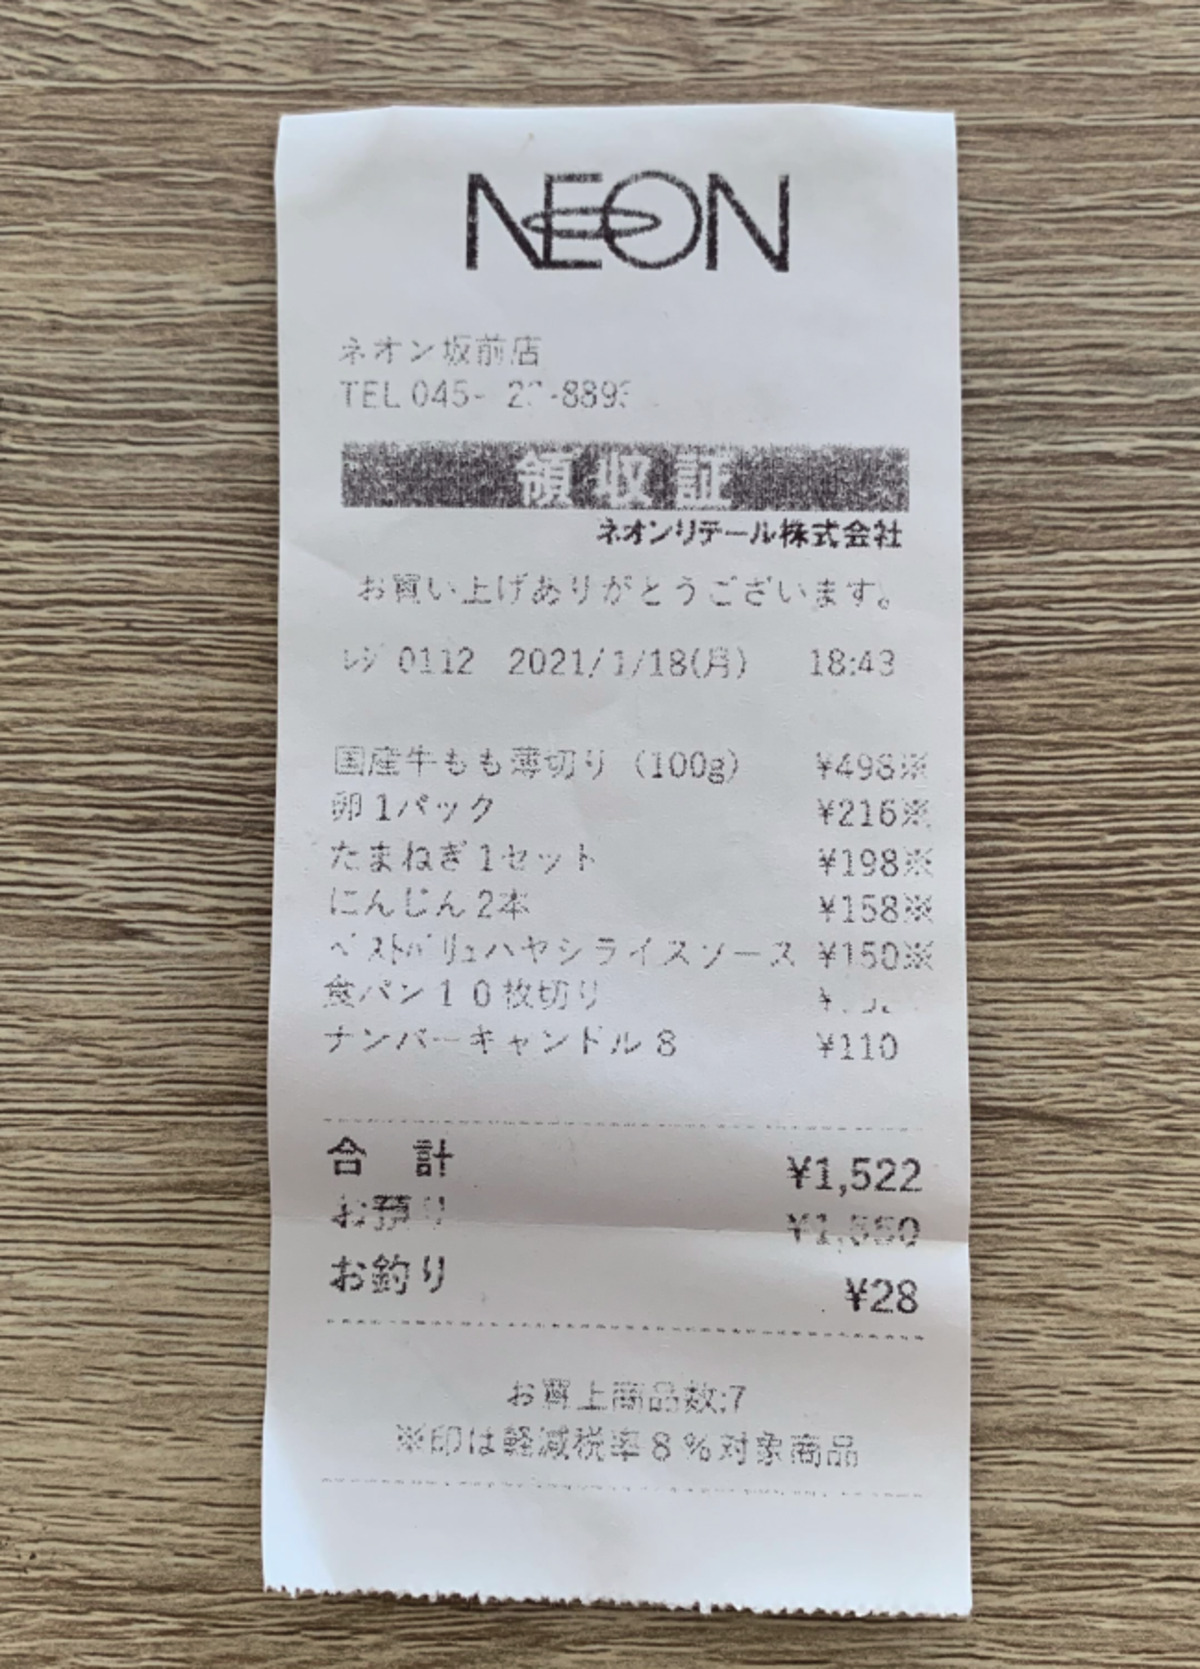 NEON
ネオン坂前店
TEL 045-
領収証
ネオンリテール株式会社
お買い上げありがとうございます。
レジ 0112 2021/1/18(月) 18:43
国産牛もも薄切り (100g) ¥498※
卵1パック ¥216※
たまねぎ1セット ¥198※
にんじん2本 ¥158※
ベストバリュハヤシライスソース ¥150※
食パン10枚切り
ナンバーキャンドル8 ¥110
合 計 ¥1,522
お預り ¥1,550
お釣り ¥28
お買上商品数:7
※印は軽減税率8%対象商品